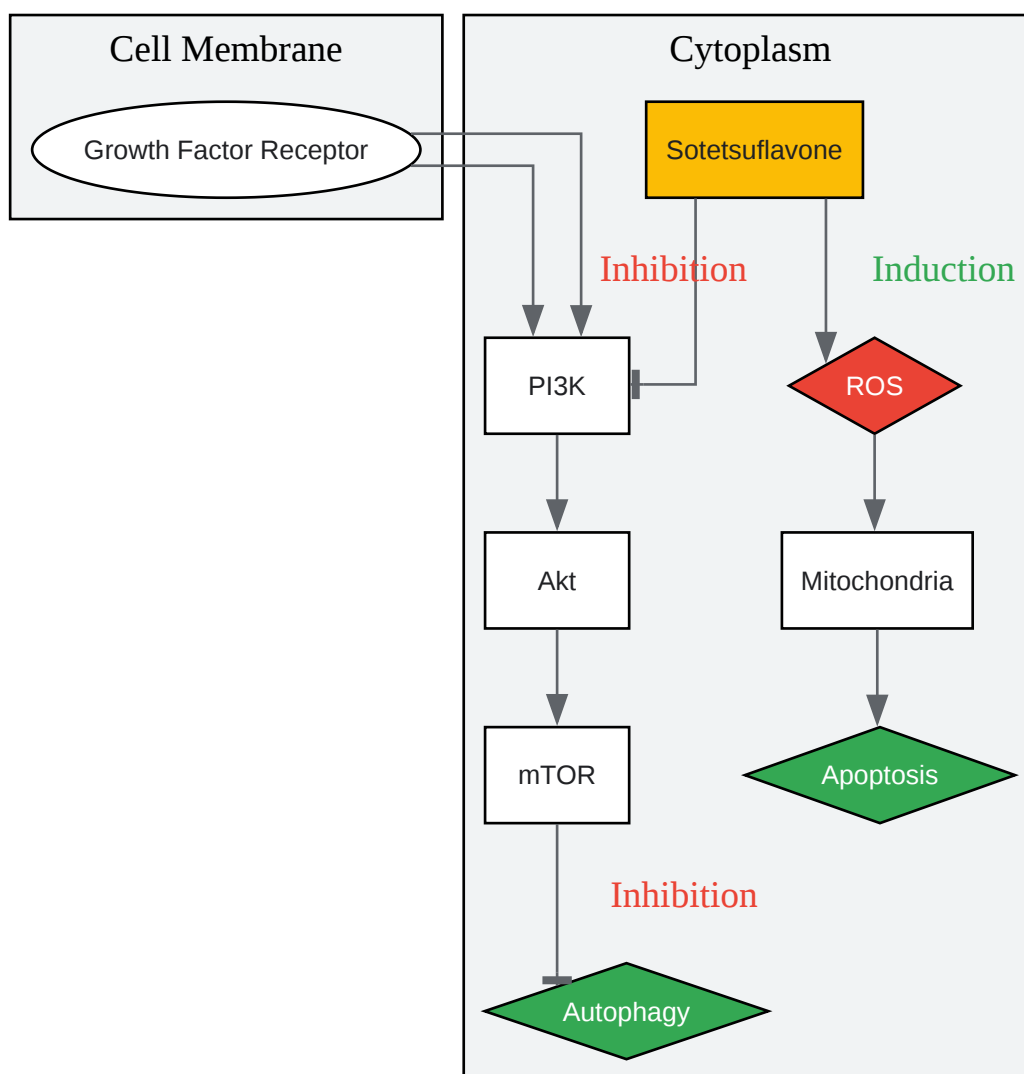 Cell Membrane
Cytoplasm
Growth Factor Receptor
Sotetsuflavone
Inhibition
Induction
PI3K
ROS
Akt
Mitochondria
mTOR
Apoptosis
Inhibition
Autophagy